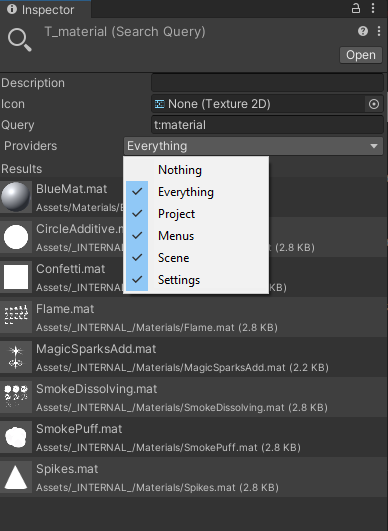 Inspector
T_material (Search Query)
Open
Description
Icon
None (Texture 2D)
Query
t:material
Providers
Everything
Nothing
Everything
Project
Menus
Scene
Settings
Results
BlueMat.mat
Assets/Materials/
CircleAdditive.
Assets/_INTERNAL_ (2.8 KB)
Confetti.mat
Assets/_INTERNAL_/Materials/Confetti.mat (2.8 KB)
Flame.mat
Assets/_INTERNAL_/Materials/Flame.mat (2.8 KB)
MagicSparksAdd.mat
Assets/_INTERNAL_/Materials/MagicSparksAdd.mat (2.2 KB)
SmokeDissolving.mat
Assets/_INTERNAL_/Materials/SmokeDissolving.mat (2.8 KB)
SmokePuff.mat
Assets/_INTERNAL_/Materials/SmokePuff.mat (2.8 KB)
Spikes.mat
Assets/_INTERNAL_/Materials/Spikes.mat (2.8 KB)